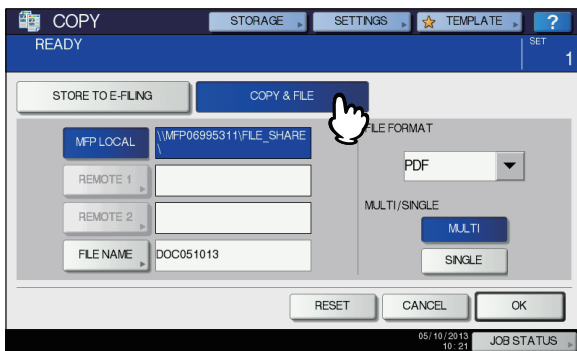 COPY
STORAGE
SETTINGS
TEMPLATE
?
READY
SET
1
STORE TO E-FILING
COPY & FILE
MFP LOCAL
\\MFP06995311\FILE_SHARE
\
FILE FORMAT
REMOTE 1
PDF
REMOTE 2
MULTI/SINGLE
MULTI
FILE NAME
DOC051013
SINGLE
RESET
CANCEL
OK
05/10/2013
10:21
JOB STATUS